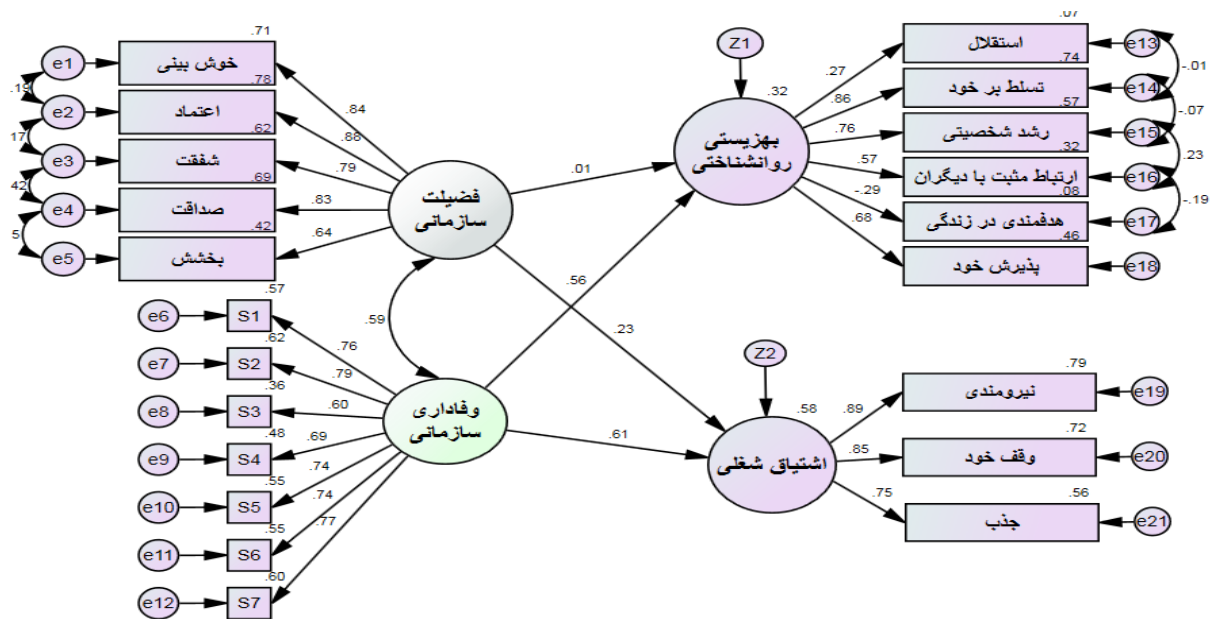 .71
e1
خوش بینی
.78
.19
e2
اعتماد
.62
.17
e3
شفقت
.69
.42
e4
صداقت
.42
5
e5
بخشش
.84
.88
.79
.83
.64
فضیلت
سازمانی
.59
.57
e6
S1
.62
e7
S2
.36
e8
S3
.48
e9
S4
.55
e10
S5
.55
e11
S6
.60
e12
S7
.76
.79
.60
.69
.74
.74
.77
وفاداری
سازمانی
.01
.56
.23
.61
Z1
.32
بهزیستی
روانشناختی
.27
.86
.76
.57
-.29
.68
.07
استقلال
e13
.74
تسلط بر خود
e14
.57
رشد شخصیتی
e15
.32
ارتباط مثبت با دیگران
e16
.08
هدفمندی در زندگی
e17
.46
پذیرش خود
e18
-.01
-.07
.23
-.19
Z2
.58
اشتیاق شغلی
.89
.85
.75
.79
نیرومندی
e19
.72
وقف خود
e20
.56
جذب
e21